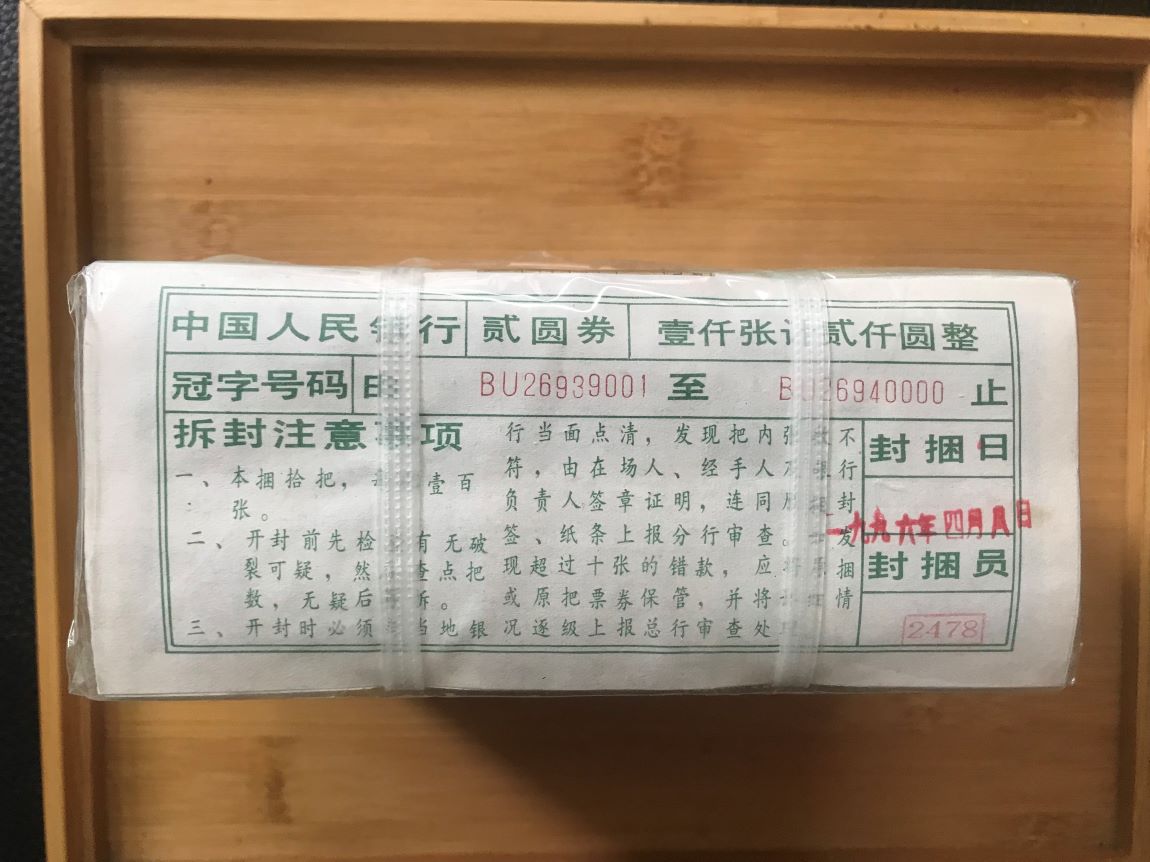 中国人民银行 贰圆券 壹仟张计贰仟圆整
冠字号码 由 BU26939001 至 BU26940000 止
拆封注意事项
一、本捆拾把，每 壹百
张。
二、开封前先检 有无破
裂可疑，然 查点把
数，无疑后 拆。
三、开封时必须 当地银
行当面点清，发现把内张 不
符，由在场人、经手人 行
负责人签章证明，连同 封
签、纸条上报分行审查。 发
现超过十张的错款，应 捆
或原把票券保管，并将 情
况逐级上报总行审查处
封捆日
一九九六年四月 日
封捆员
2478